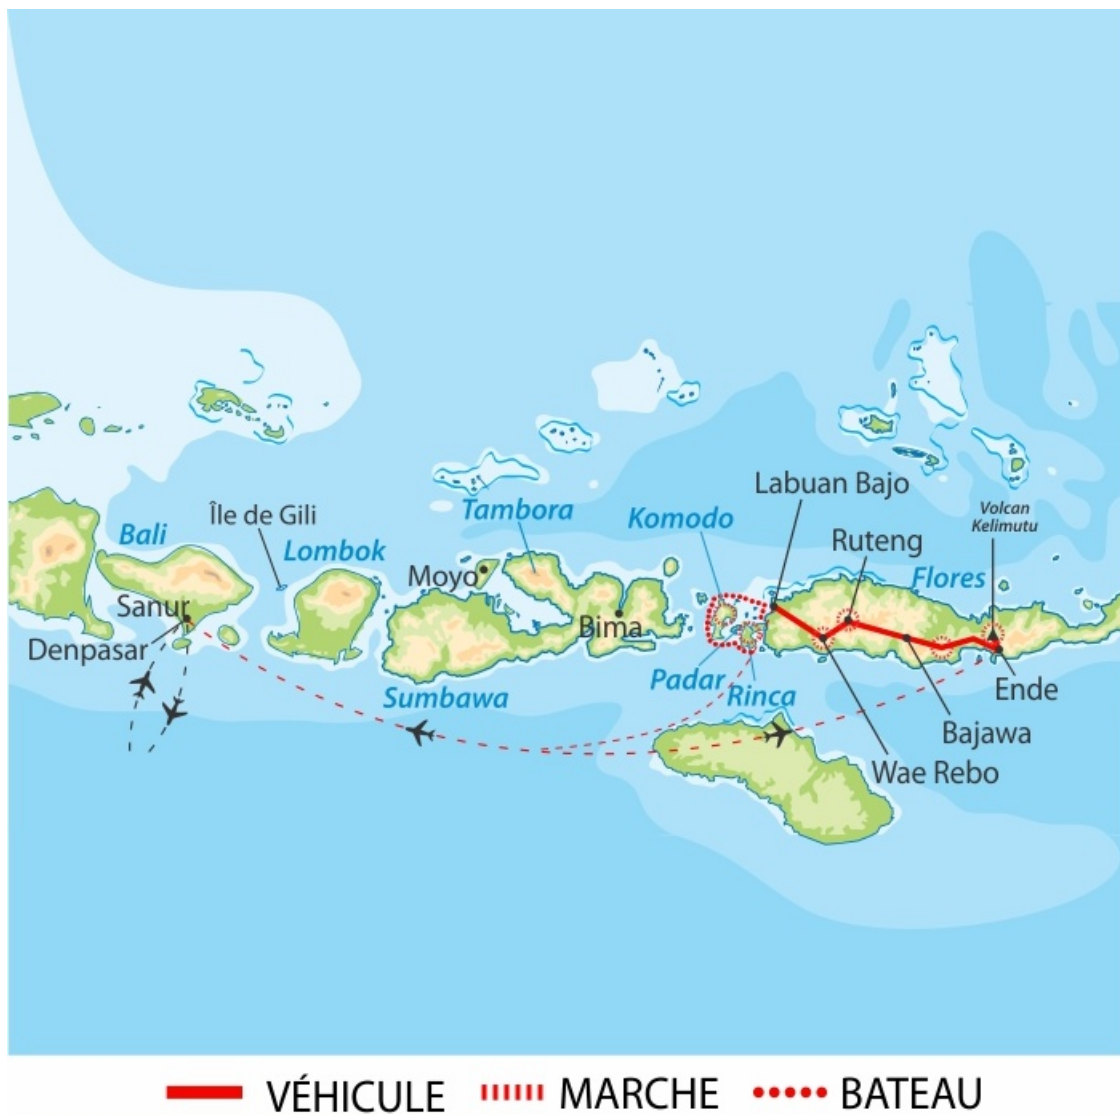 Labuan Bajo
Volcan
Kelimutu
Île de Gili
Tambora
Komodo
Bali
Lombok
Ruteng
Moyo
Flores
Sanur
Bima
Denpasar
Padar
Rinca
Ende
Sumbawa
Bajawa
Wae Rebo
VÉHICULE
MARCHE
BATEAU